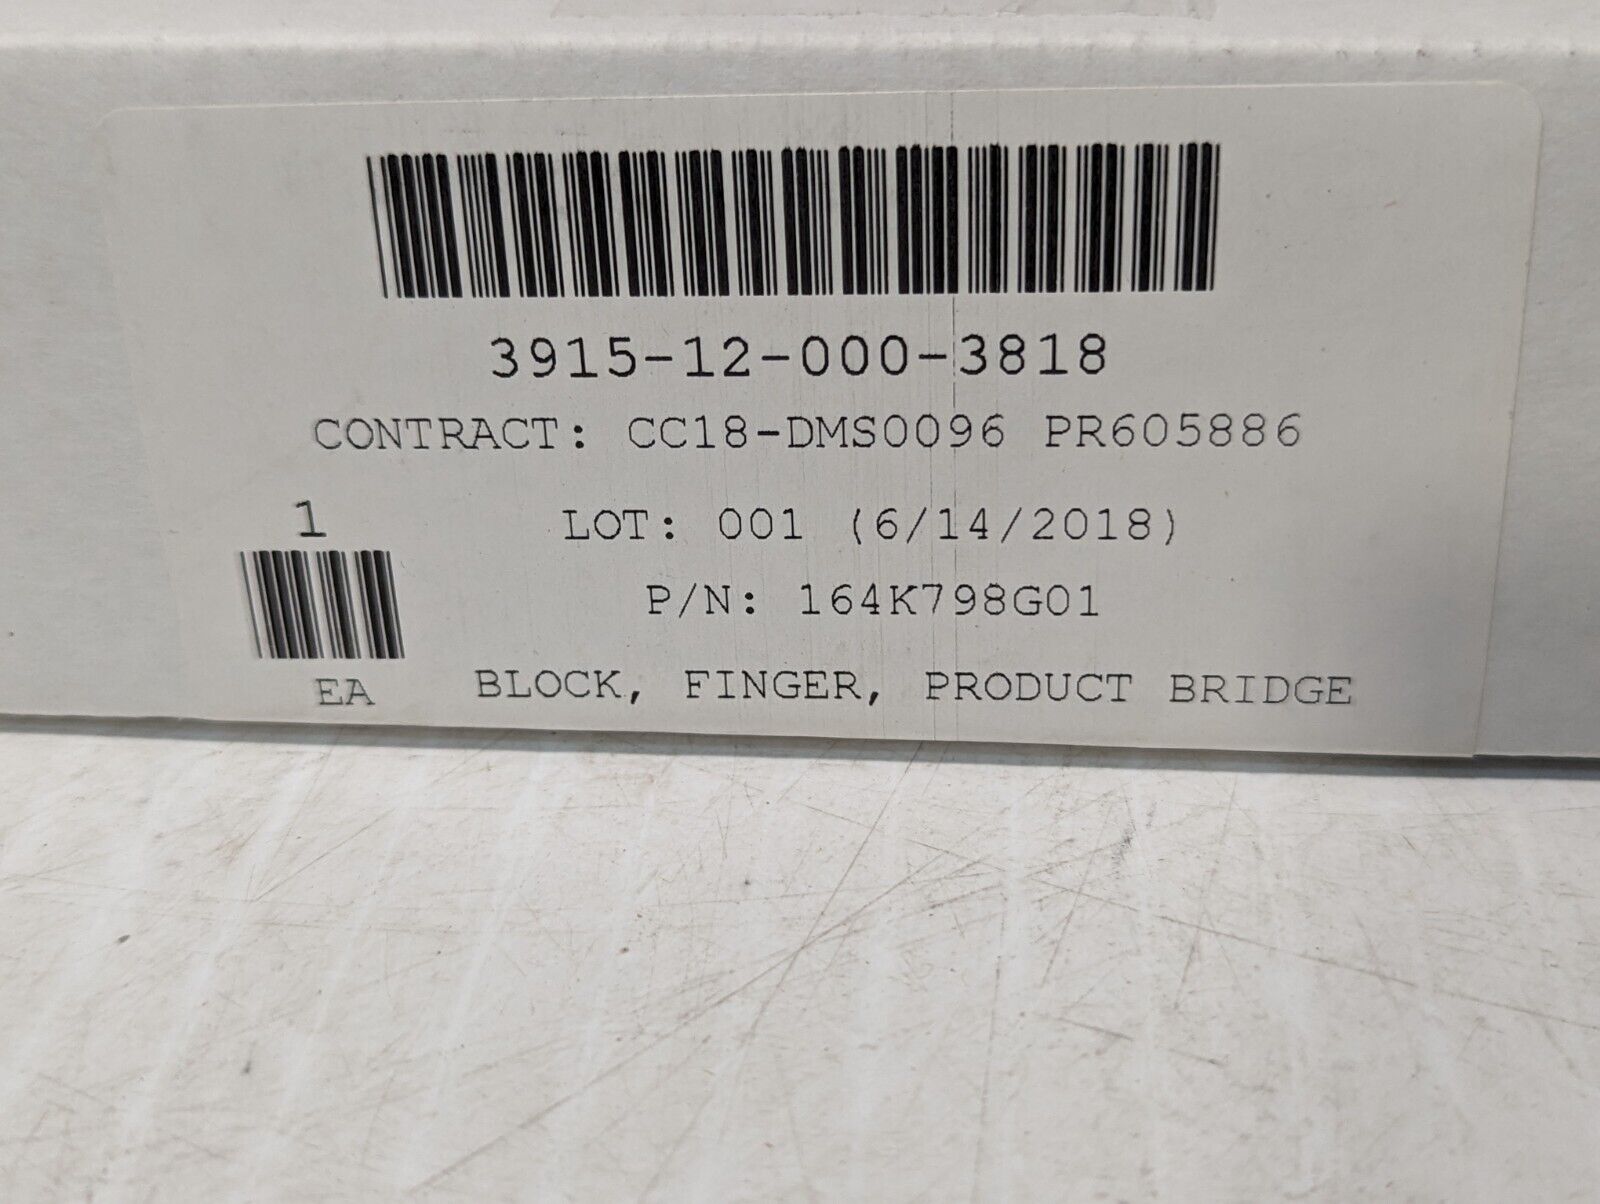 3915-12-000-3818
CONTRACT: CC18-DMS0096 PR605886
1
LOT: 001 (6/14/2018)
P/N: 164K798G01
EA
BLOCK, FINGER, PRODUCT BRIDGE